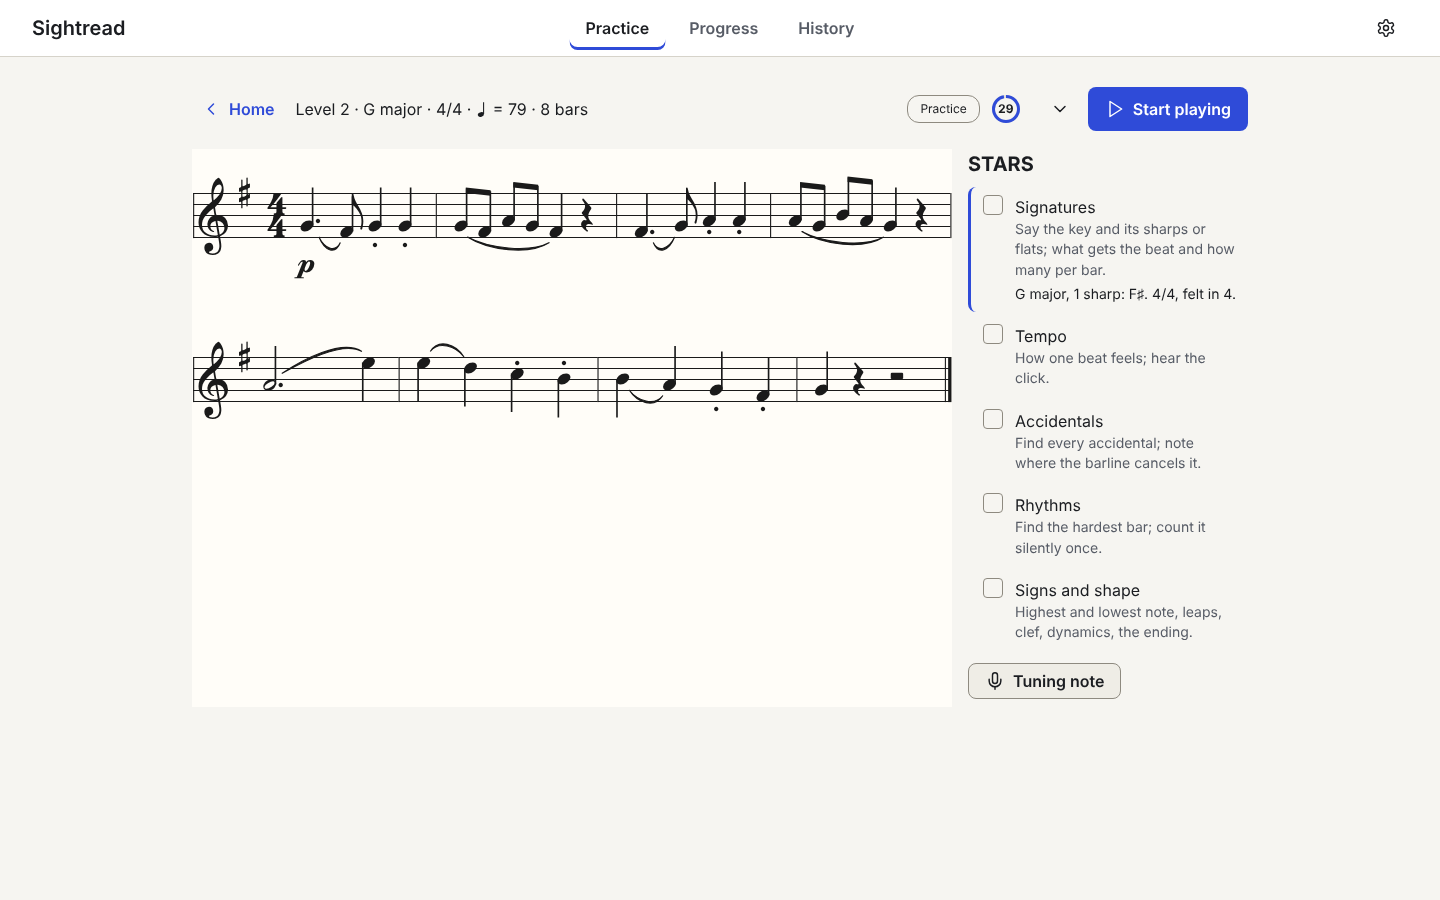 Sightread
Practice
Progress
History
Home
Level 2 · G major · 4/4 · ♩ = 79 · 8 bars
Practice
29
Start playing
STARS
Signatures
Say the key and its sharps or
flats; what gets the beat and how
many per bar.
G major, 1 sharp: F♯. 4/4, felt in 4.
Tempo
How one beat feels; hear the
click.
Accidentals
Find every accidental; note
where the barline cancels it.
Rhythms
Find the hardest bar; count it
silently once.
Signs and shape
Highest and lowest note, leaps,
clef, dynamics, the ending.
Tuning note
4
4
p